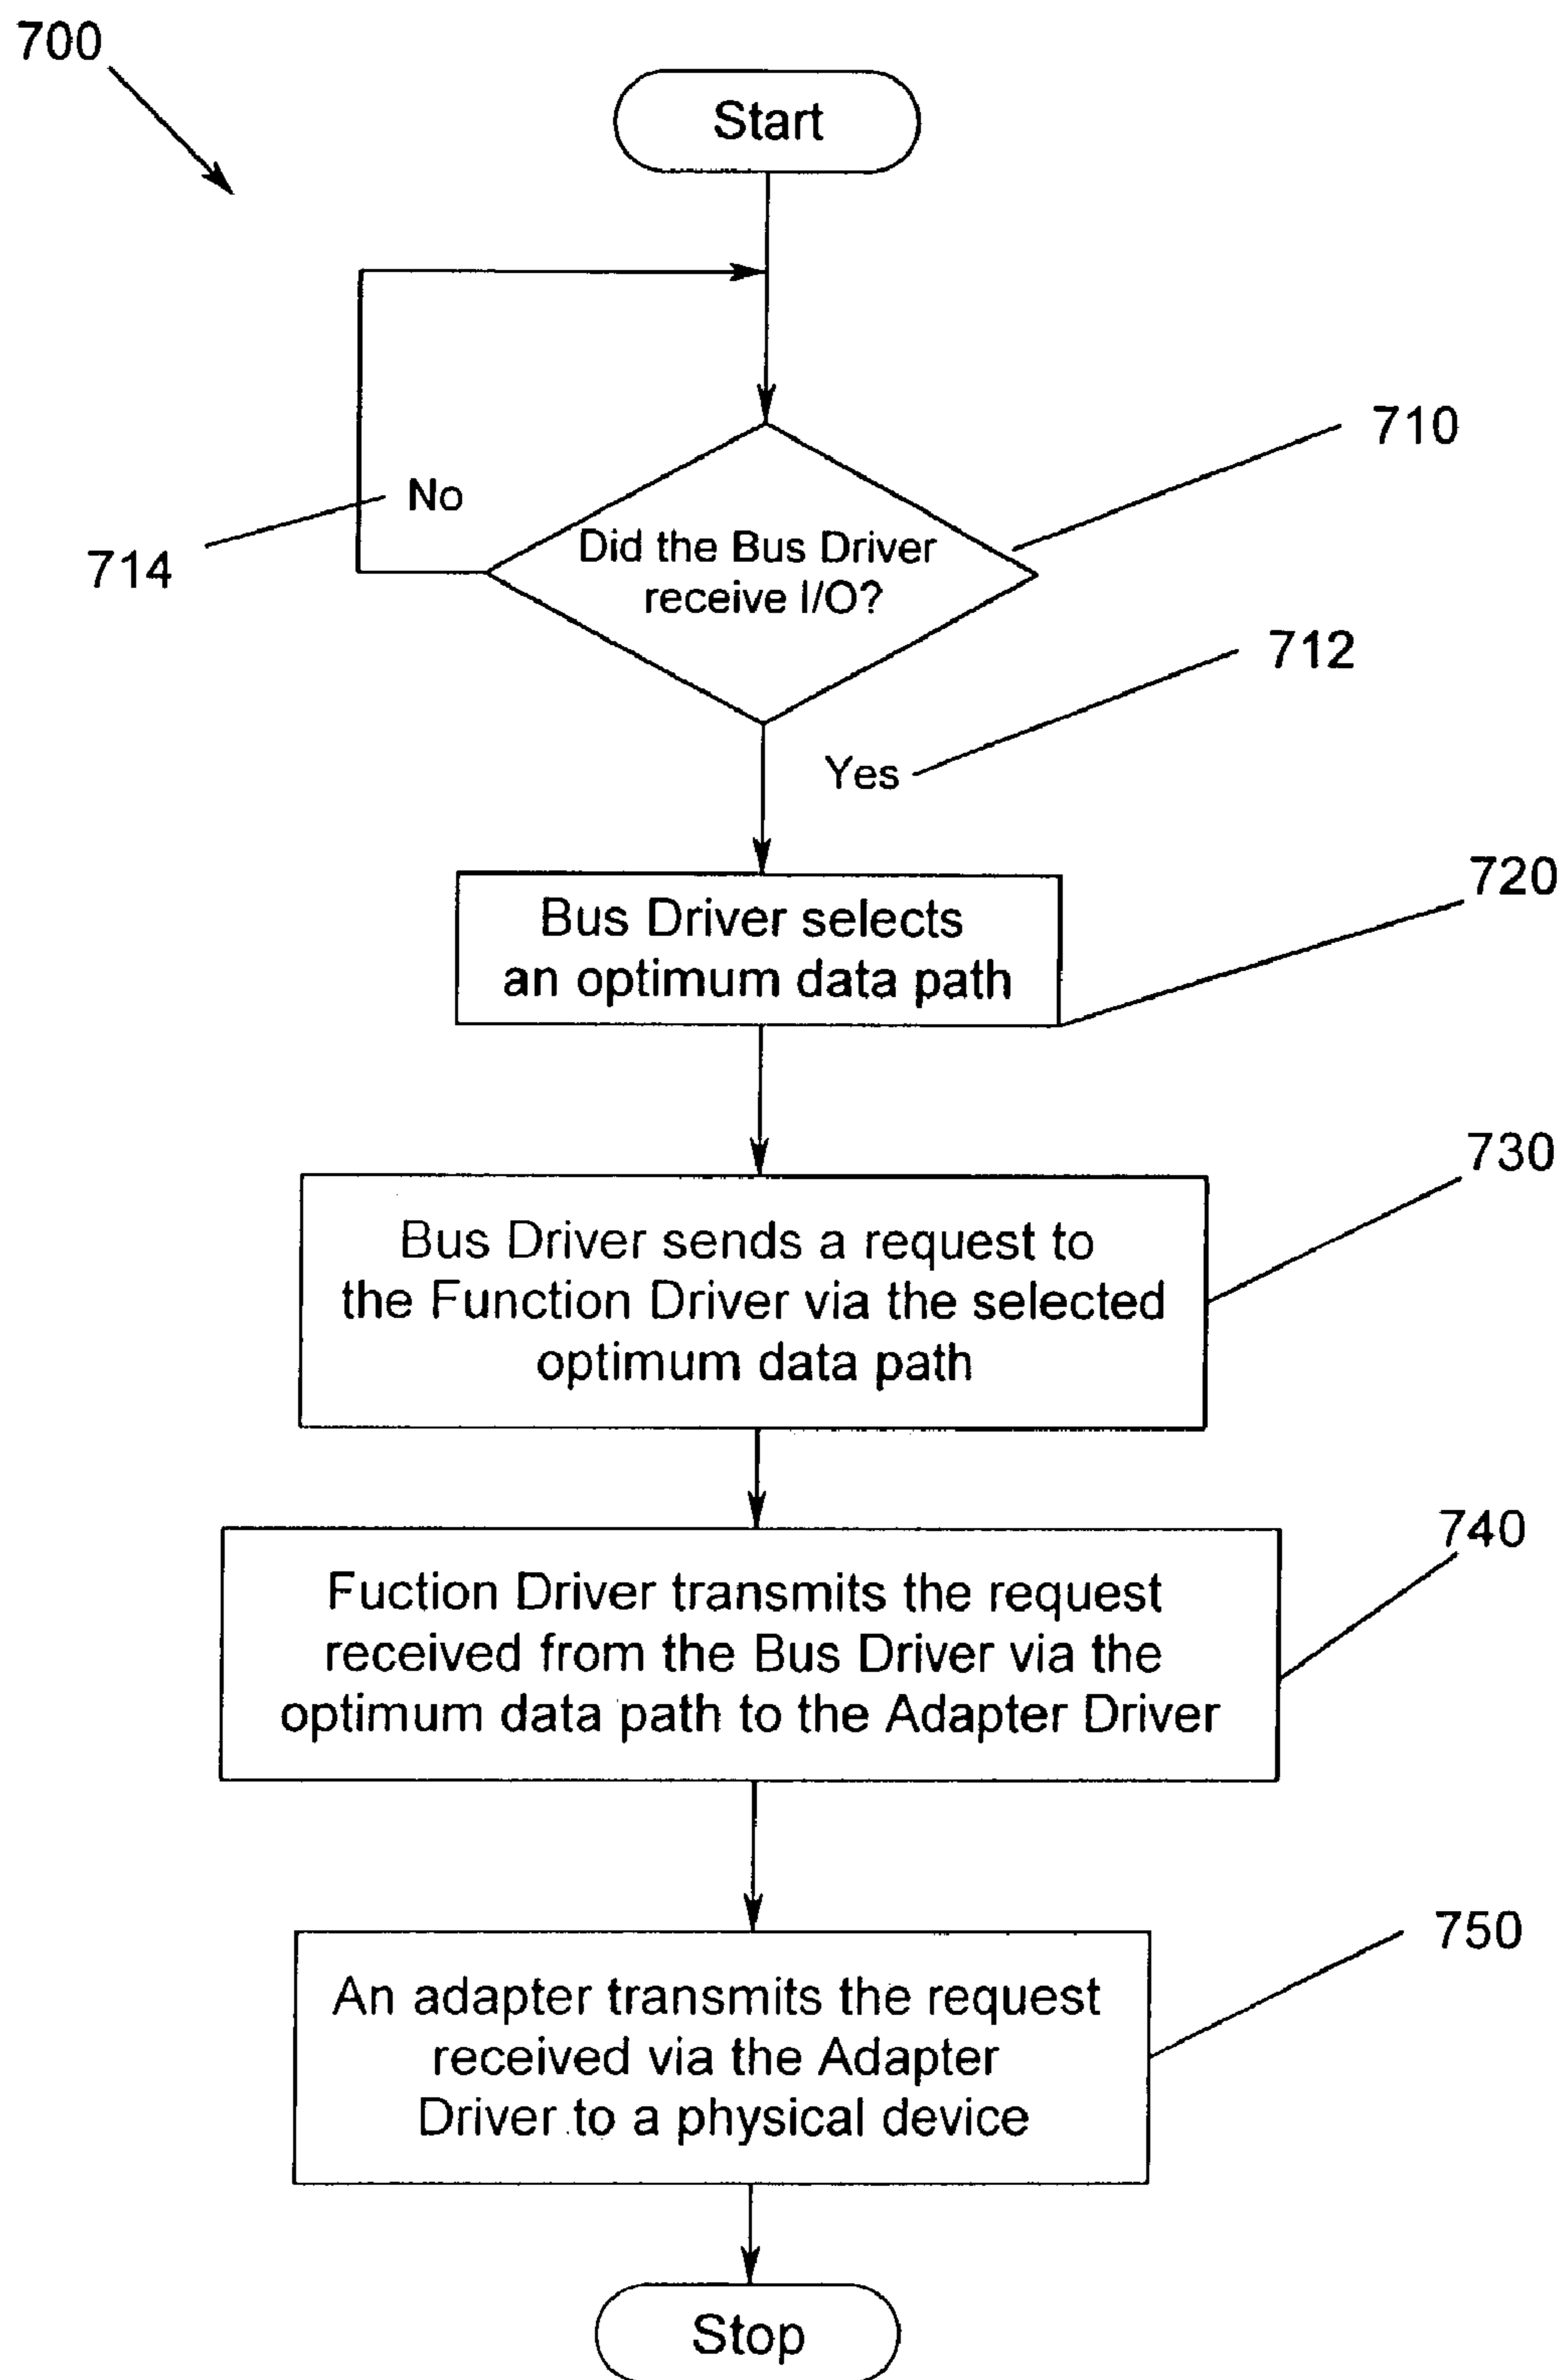 700
Start
710
No
714
Did the Bus Driver
receive I/O?
712
Yes
720
Bus Driver selects
an optimum data path
730
Bus Driver sends a request to
the Function Driver via the selected
optimum data path
740
Fuction Driver transmits the request
received from the Bus Driver via the
optimum data path to the Adapter Driver
750
An adapter transmits the request
received via the Adapter
Driver to a physical device
Stop